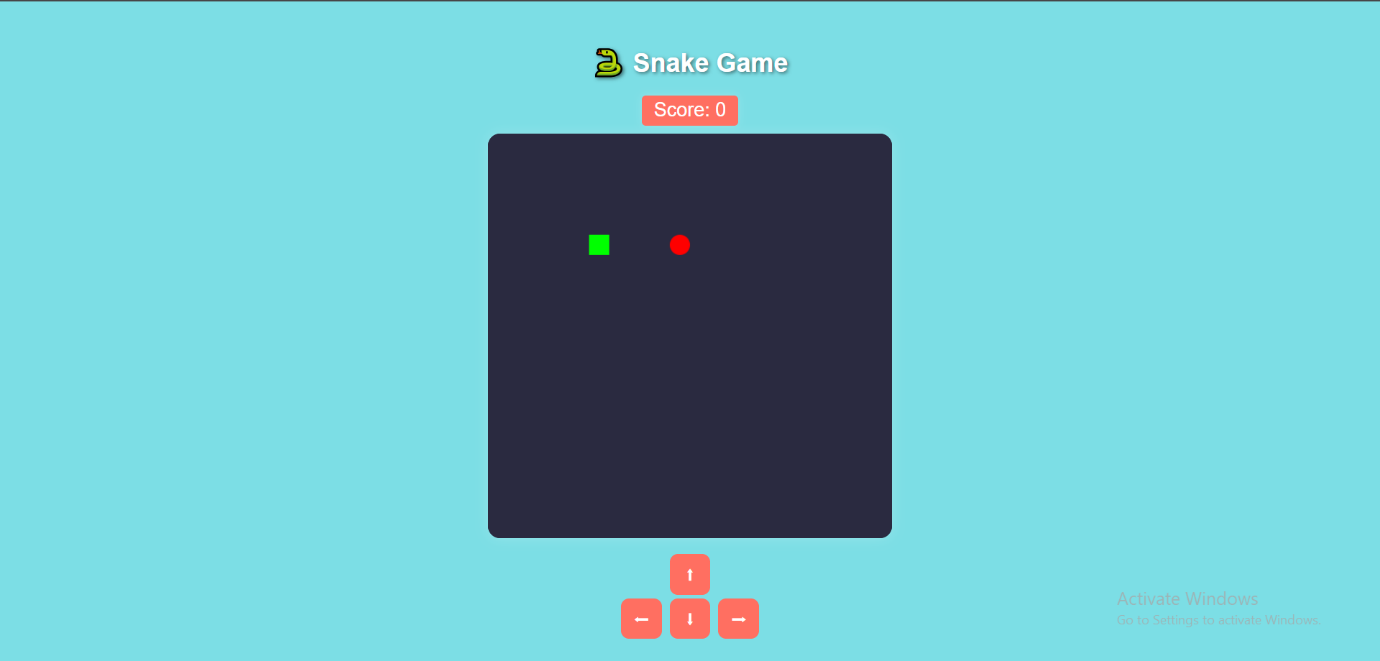 Snake Game
Score: 0
Activate Windows
Go to Settings to activate Windows.